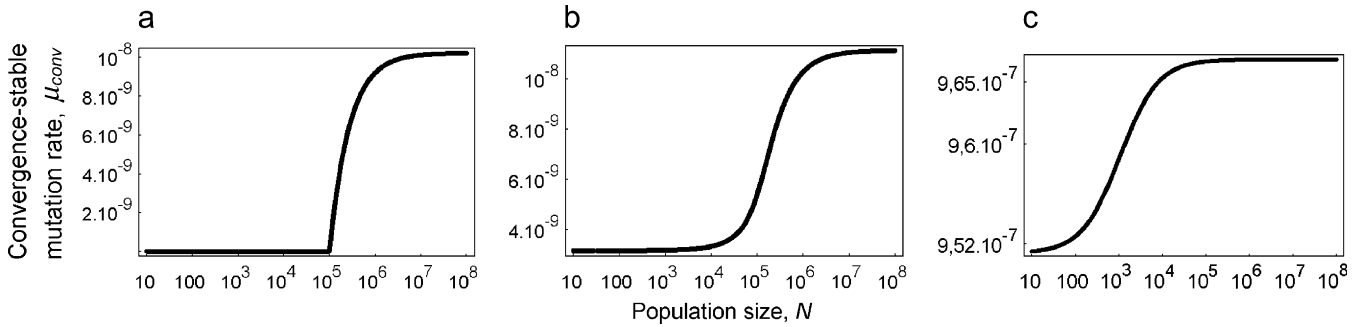 a
b
c
Convergence-stable
mutation rate, μconv
10-8
8.10-9
6.10-9
4.10-9
2.10-9
10 100 10³ 10⁴ 10⁵ 10⁶ 10⁷ 10⁸
10-8
8.10-9
6.10-9
4.10-9
10 100 10³ 10⁴ 10⁵ 10⁶ 10⁷ 10⁸
9,65.10-7
9,6.10-7
9,52.10-7
10 100 10³ 10⁴ 10⁵ 10⁶ 10⁷ 10⁸
Population size, N